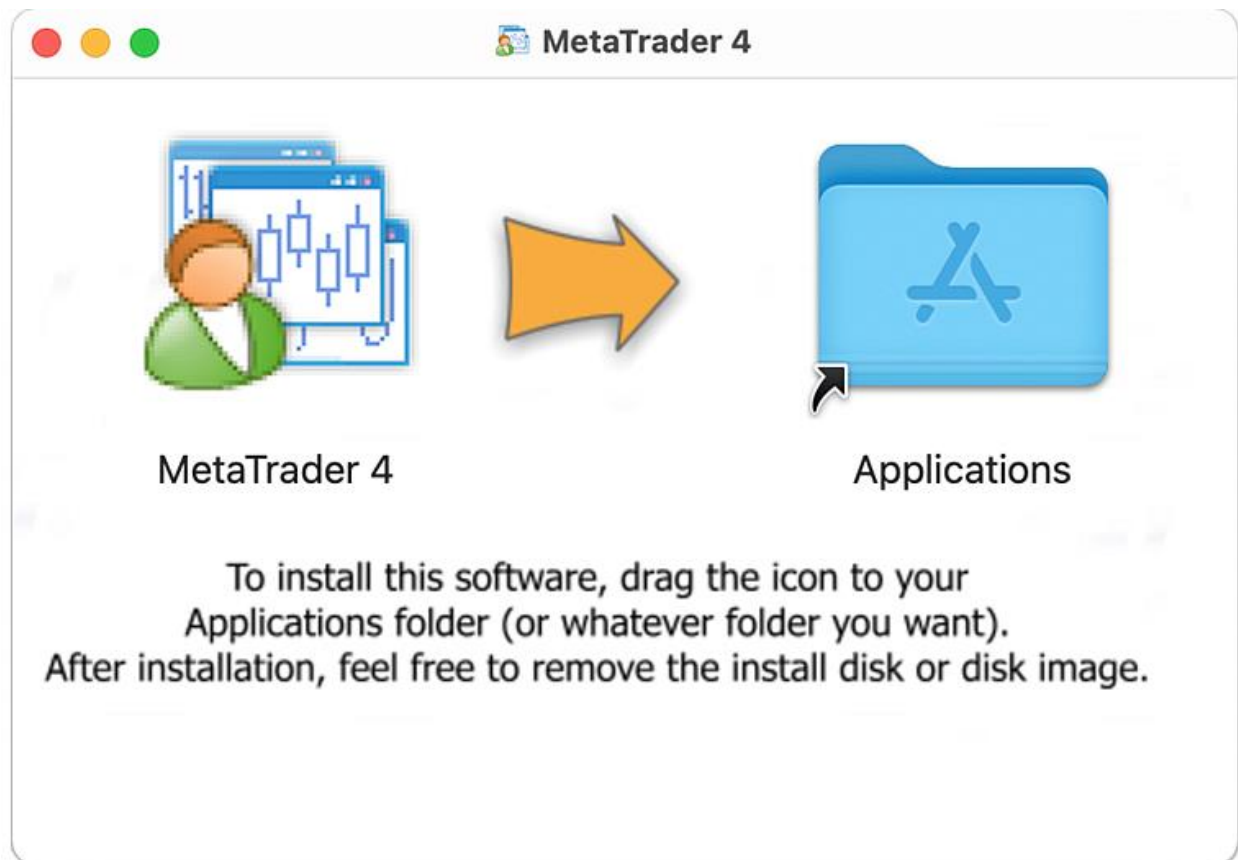 MetaTrader 4
MetaTrader 4
Applications
To install this software, drag the icon to your
Applications folder (or whatever folder you want).
After installation, feel free to remove the install disk or disk image.